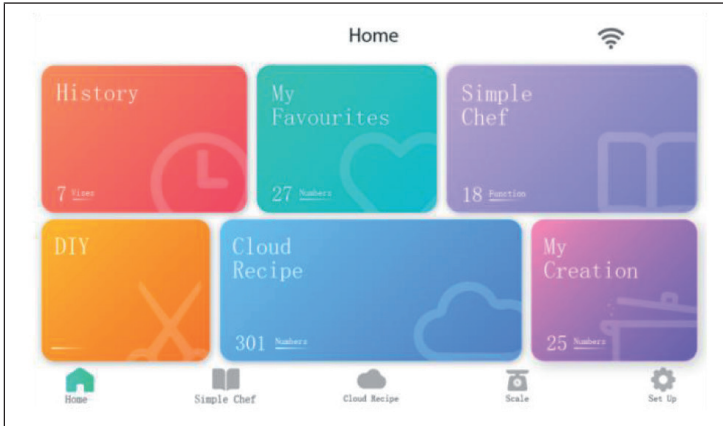 Home
History
7 Views
My
Favourites
27 Numbers
Simple
Chef
18 Function
DIY
Cloud
Recipe
301 Numbers
My
Creation
25 Numbers
Home
Simple Chef
Cloud Recipe
Scale
Set Up